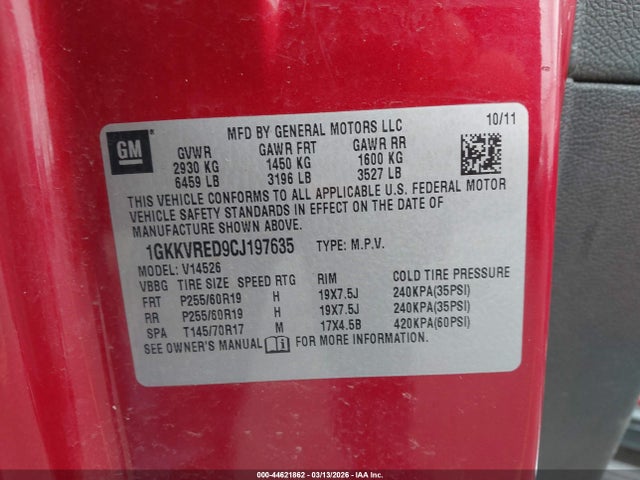 MFD BY GENERAL MOTORS LLC 10/11
GM
GVWR GAWR FRT GAWR RR
2930 KG 1450 KG 1600 KG
6459 LB 3196 LB 3527 LB
THIS VEHICLE CONFORMS TO ALL APPLICABLE U.S. FEDERAL MOTOR
VEHICLE SAFETY STANDARDS IN EFFECT ON THE DATE OF
MANUFACTURE SHOWN ABOVE.
1GKKVRED9CJ197635 TYPE: M.P.V.
MODEL: V14526
VBBG TIRE SIZE SPEED RTG RIM COLD TIRE PRESSURE
FRT P255/60R19 H 19X7.5J 240KPA(35PSI)
RR P255/60R19 H 19X7.5J 240KPA(35PSI)
SPA T145/70R17 M 17X4.5B 420KPA(60PSI)
SEE OWNER'S MANUAL FOR MORE INFORMATION.
000-44621862 - 03/13/2026 - IAA Inc.